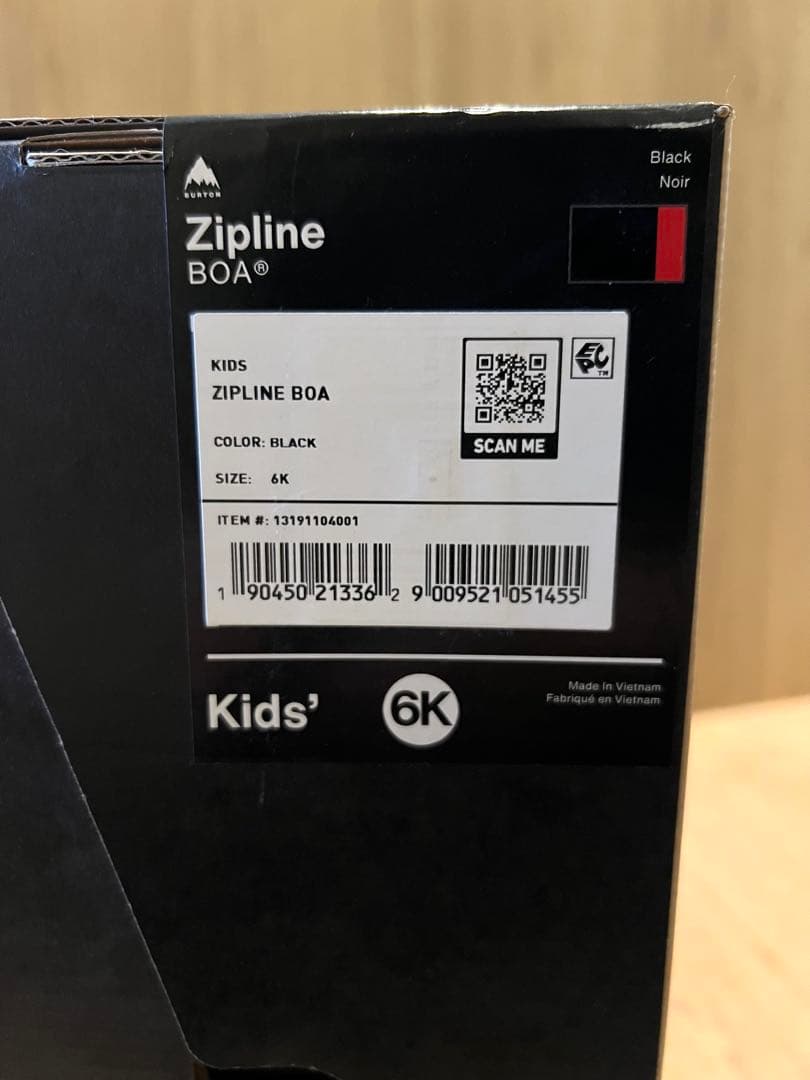 Black
Noir
BURTON
Zipline
BOA®
KIDS
ZIPLINE BOA
COLOR: BLACK
SIZE: 6K
SCAN ME
EPC™
ITEM #: 13191104001
1 90450 21336 2
9 009521 051455
Kids’
6K
Made in Vietnam
Fabriqué en Vietnam